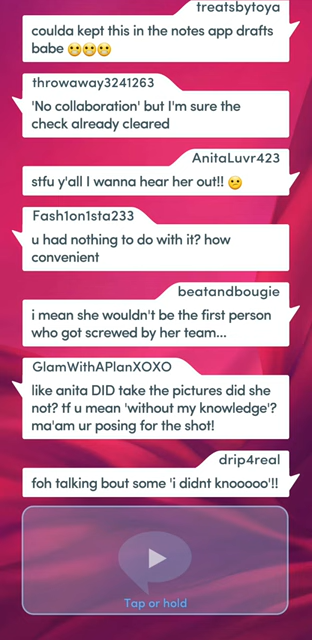 treatsbytoya
coulda kept this in the notes app drafts
babe 😬😬😬
throwaway3241263
'No collaboration' but I'm sure the
check already cleared
AnitaLuvr423
stfu y'all I wanna hear her out!! 😕
Fash1on1sta233
u had nothing to do with it? how
convenient
beatandbougie
i mean she wouldn't be the first person
who got screwed by her team...
GlamWithAPlanXOXO
like anita DID take the pictures did she
not? tf u mean 'without my knowledge'?
ma'am ur posing for the shot!
drip4real
foh talking bout some 'i didnt knooooo'!!
Tap or hold